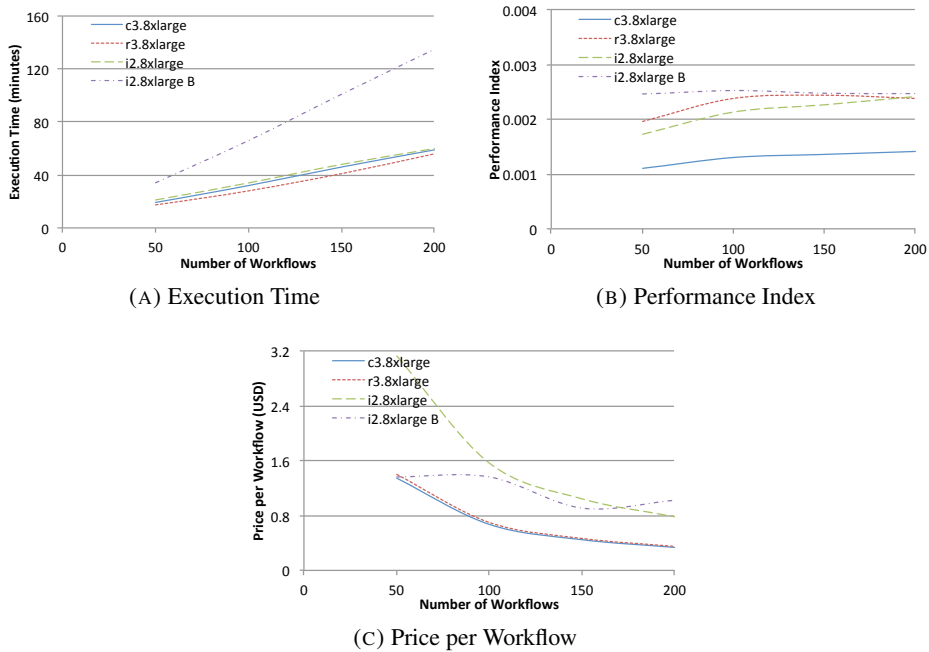 160
120
80
40
0
0
50
100
150
200
Execution Time (minutes)
Number of Workflows
c3.8xlarge
r3.8xlarge
i2.8xlarge
i2.8xlarge B
(A) Execution Time
0.004
0.003
0.002
0.001
0
0
50
100
150
200
Performance Index
Number of Workflows
c3.8xlarge
r3.8xlarge
i2.8xlarge
i2.8xlarge B
(B) Performance Index
3.2
2.4
1.6
0.8
0
0
50
100
150
200
Price per Workflow (USD)
Number of Workflows
c3.8xlarge
r3.8xlarge
i2.8xlarge
i2.8xlarge B
(C) Price per Workflow